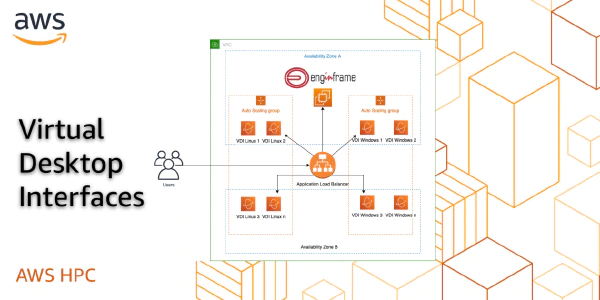 aws
VPC
Availability Zone A
enginframe
Auto Scaling group
Auto Scaling group
VDI Linux 1
VDI Linux 2
VDI Windows 1
VDI Windows 2
Virtual
Desktop
Interfaces
Users
Application Load Balancer
VDI Linux 3
VDI Linux n
VDI Windows 3
VDI Windows n
Availability Zone B
AWS HPC